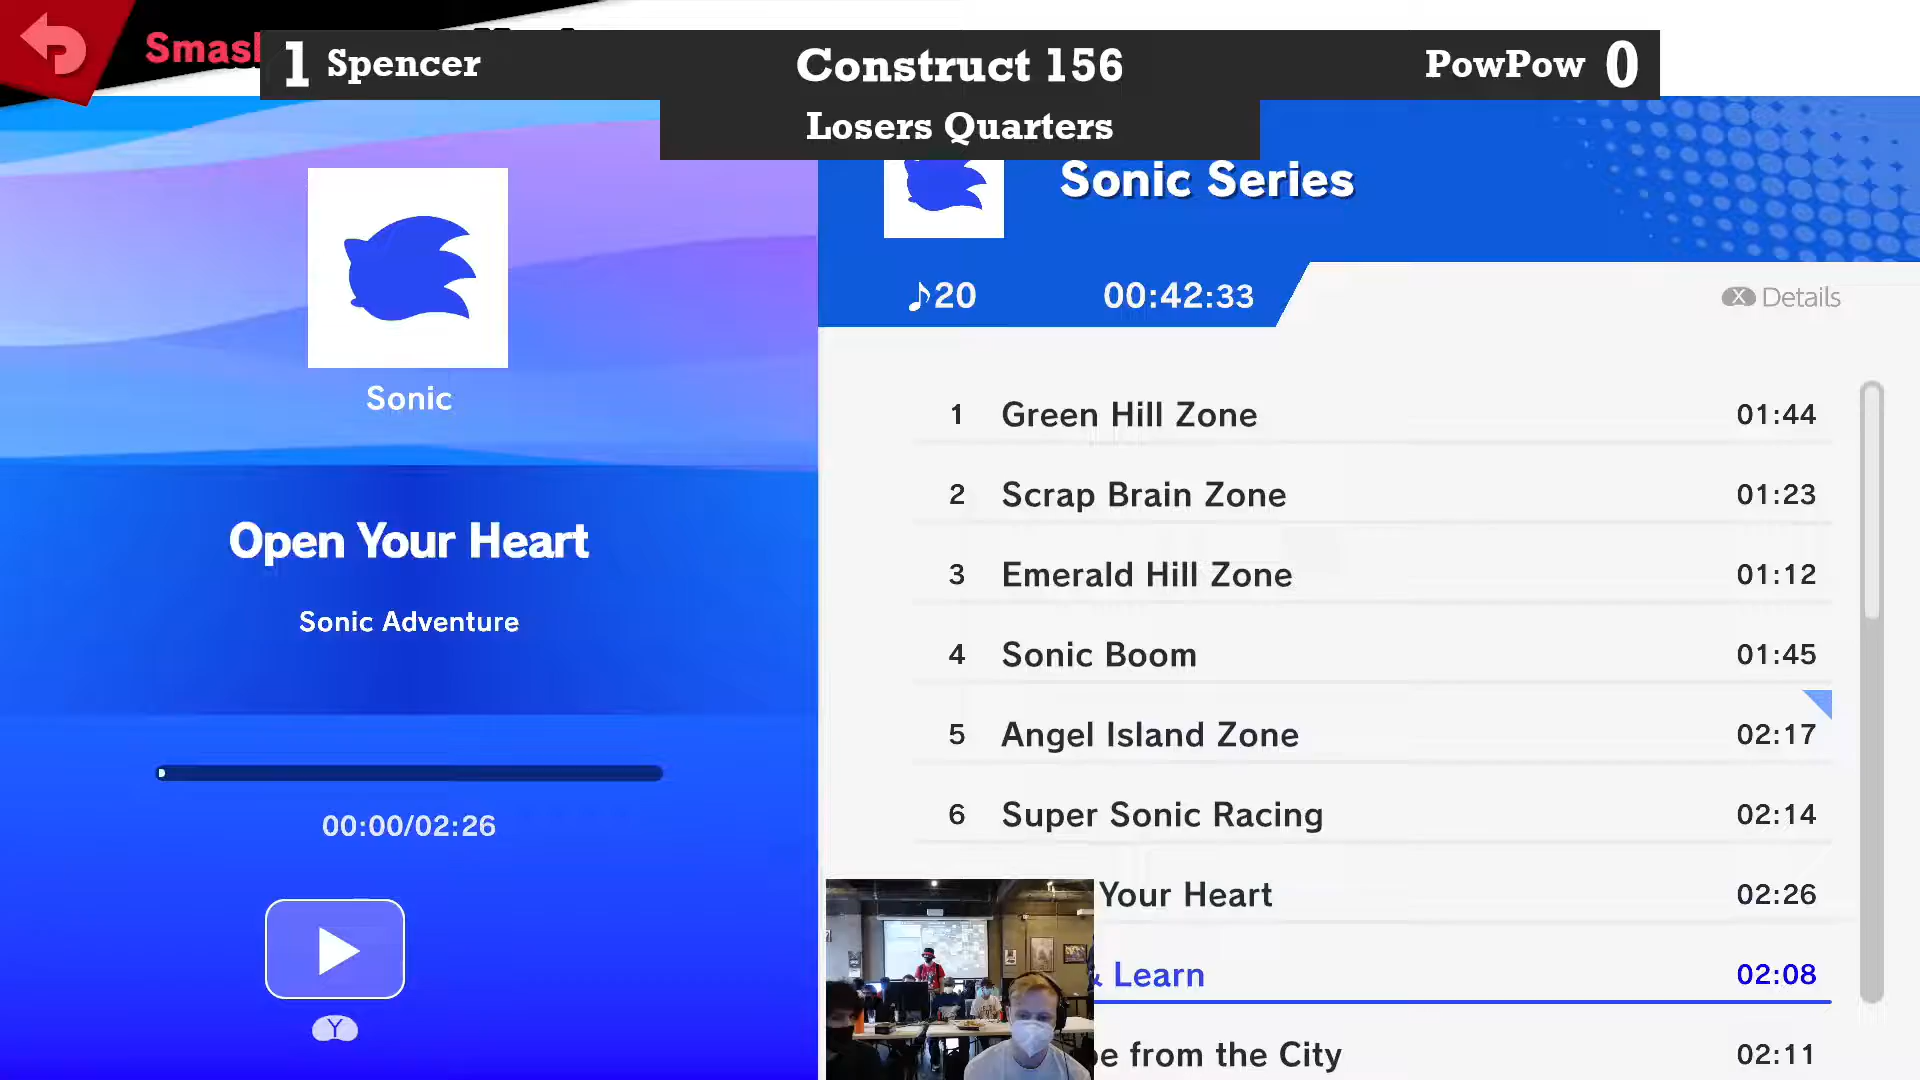 Smas
1 Spencer
Construct 156
PowPow 0
Losers Quarters
Sonic
Open Your Heart
Sonic Adventure
00:00/02:26
Y
Sonic Series
♪20
00:42:33
X Details
1 Green Hill Zone 01:44
2 Scrap Brain Zone 01:23
3 Emerald Hill Zone 01:12
4 Sonic Boom 01:45
5 Angel Island Zone 02:17
6 Super Sonic Racing 02:14
Your Heart 02:26
& Learn 02:08
pe from the City 02:11